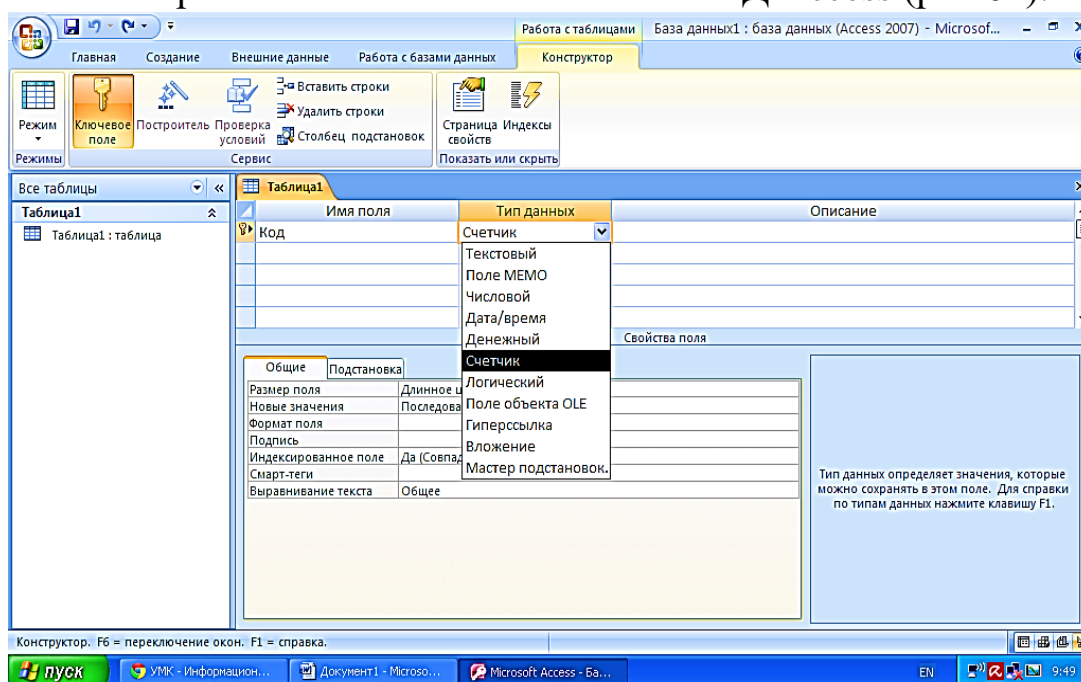 Access
Работа с таблицами База данных1 : база данных (Access 2007) - Microsof...
Главная Создание Внешние данные Работа с базами данных Конструктор
Режим
Ключевое поле
Построитель
Проверка условий
Вставить строки
Удалить строки
Столбец подстановок
Страница свойств
Индексы
Режимы Сервис Показать или скрыть
Все таблицы
Таблица1
Таблица1 : таблица
Таблица1
Имя поля Тип данных Описание
Код Счетчик
Текстовый
Поле МЕМО
Числовой
Дата/время
Денежный
Счетчик
Логический
Поле объекта OLE
Гиперссылка
Вложение
Мастер подстановок.
Свойства поля
Общие Подстановка
Размер поля Длинное ц
Новые значения Последова
Формат поля
Подпись
Индексированное поле Да (Совпад
Смарт-теги
Выравнивание текста Общее
Тип данных определяет значения, которые
можно сохранять в этом поле. Для справки
по типам данных нажмите клавишу F1.
Конструктор. F6 = переключение окон. F1 = справка.
пуск УМК - Информацион... Документ1 - Microso... Microsoft Access - Ба... EN 9:49